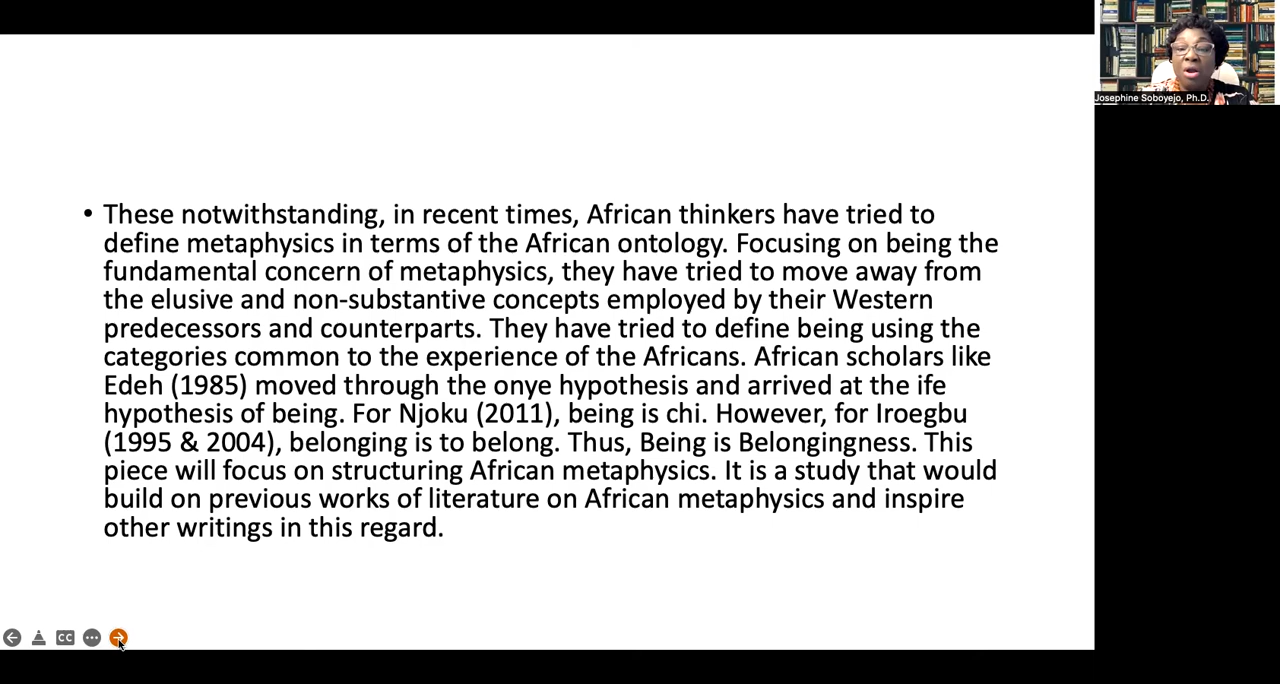 Josephine Soboyejo, Ph.D.
• These notwithstanding, in recent times, African thinkers have tried to
define metaphysics in terms of the African ontology. Focusing on being the
fundamental concern of metaphysics, they have tried to move away from
the elusive and non-substantive concepts employed by their Western
predecessors and counterparts. They have tried to define being using the
categories common to the experience of the Africans. African scholars like
Edeh (1985) moved through the onye hypothesis and arrived at the ife
hypothesis of being. For Njoku (2011), being is chi. However, for Iroegbu
(1995 & 2004), belonging is to belong. Thus, Being is Belongingness. This
piece will focus on structuring African metaphysics. It is a study that would
build on previous works of literature on African metaphysics and inspire
other writings in this regard.
CC